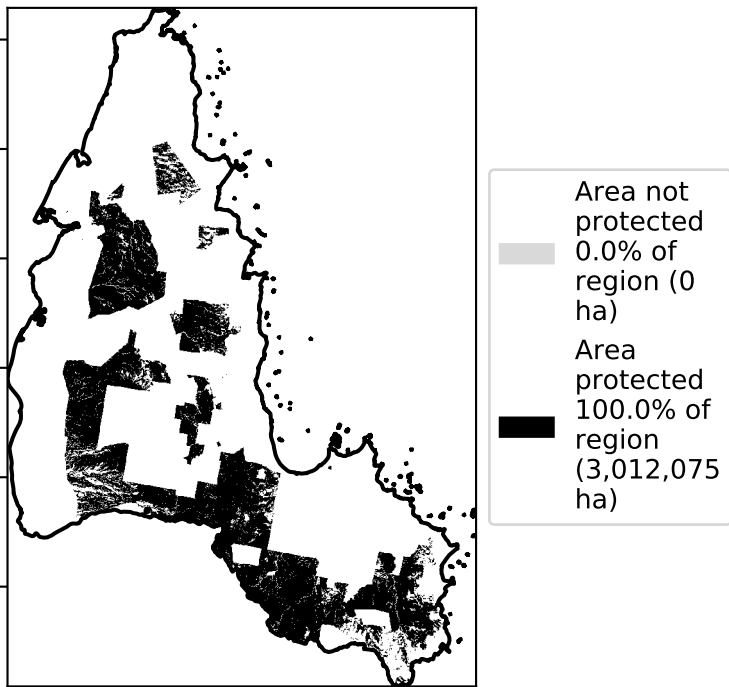 Area not
protected
0.0% of
region (0
ha)
Area
protected
100.0% of
region
(3,012,075
ha)